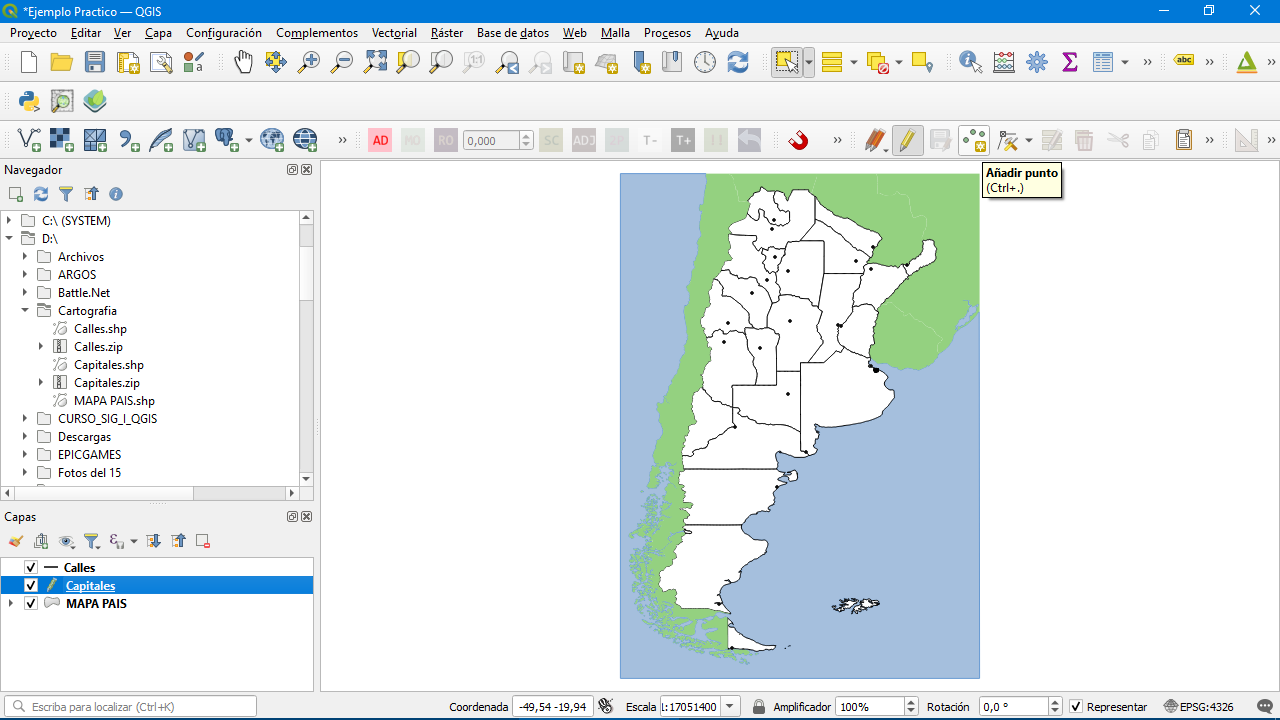 *Ejemplo Practico — QGIS
Proyecto Editar Ver Capa Configuración Complementos Vectorial Ráster Base de datos Web Malla Procesos Ayuda
1:1
abc
»
»
»
»
AD MO RO 0,000 SC ADJ T- T+
»
»
»
Añadir punto
(Ctrl+.)
Navegador
C:\ (SYSTEM)
D:\
Archivos
ARGOS
Battle.Net
Cartografia
Calles.shp
Calles.zip
Capitales.shp
Capitales.zip
MAPA PAIS.shp
CURSO_SIG_I_QGIS
Descargas
EPICGAMES
Fotos del 15
Capas
Calles
Capitales
MAPA PAIS
Escriba para localizar (Ctrl+K) Coordenada -49,54 -19,94 Escala 1:17051400 Amplificador 100% Rotación 0,0 ° Representar EPSG:4326